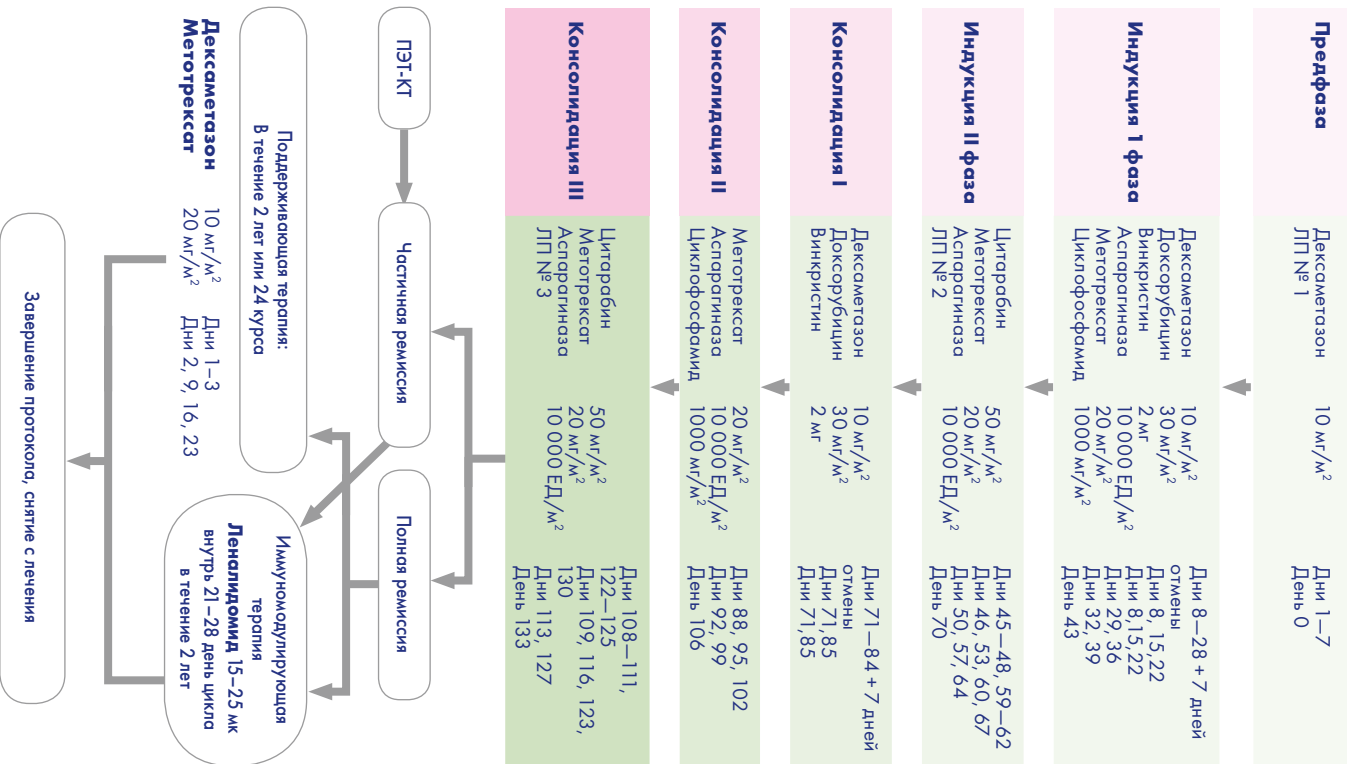 Предфаза
Дексаметазон 10 мг/м² Дни 1–7
ЛП № 1 День 0
Индукция 1 фаза
Дексаметазон 10 мг/м² Дни 8–28 + 7 дней
отмены
Доксорубицин 30 мг/м² Дни 8, 15,22
Винкристин 2 мг Дни 8,15,22
Аспарагиназа 10 000 ЕД/м² Дни 29, 36
Метотрексат 20 мг/м² Дни 32, 39
Циклофосфамид 1000 мг/м² День 43
Индукция II фаза
Цитарабин 50 мг/м² Дни 45–48, 59–62
Метотрексат 20 мг/м² Дни 46, 53, 60, 67
Аспарагиназа 10 000 ЕД/м² Дни 50, 57, 64
ЛП № 2 День 70
Консолидация I
Дексаметазон 10 мг/м² Дни 71–84 + 7 дней
отмены
Доксорубицин 30 мг/м² Дни 71,85
Винкристин 2 мг Дни 71,85
Консолидация II
Метотрексат 20 мг/м² Дни 88, 95, 102
Аспарагиназа 10 000 ЕД/м² Дни 92, 99
Циклофосфамид 1000 мг/м² День 106
Консолидация III
Цитарабин 50 мг/м² Дни 108–111,
122–125
Метотрексат 20 мг/м² Дни 109, 116, 123,
130
Аспарагиназа 10 000 ЕД/м² Дни 113, 127
ЛП № 3 День 133
ПЭТ-КТ
Частичная ремиссия
Полная ремиссия
Поддерживающая терапия:
В течение 2 лет или 24 курса
Дексаметазон 10 мг/м² Дни 1–3
Метотрексат 20 мг/м² Дни 2, 9, 16, 23
Иммуномодулирующая
терапия
Леналидомид 15–25 мк
внутрь 21–28 день цикла
в течение 2 лет
Завершение протокола, снятие с лечения